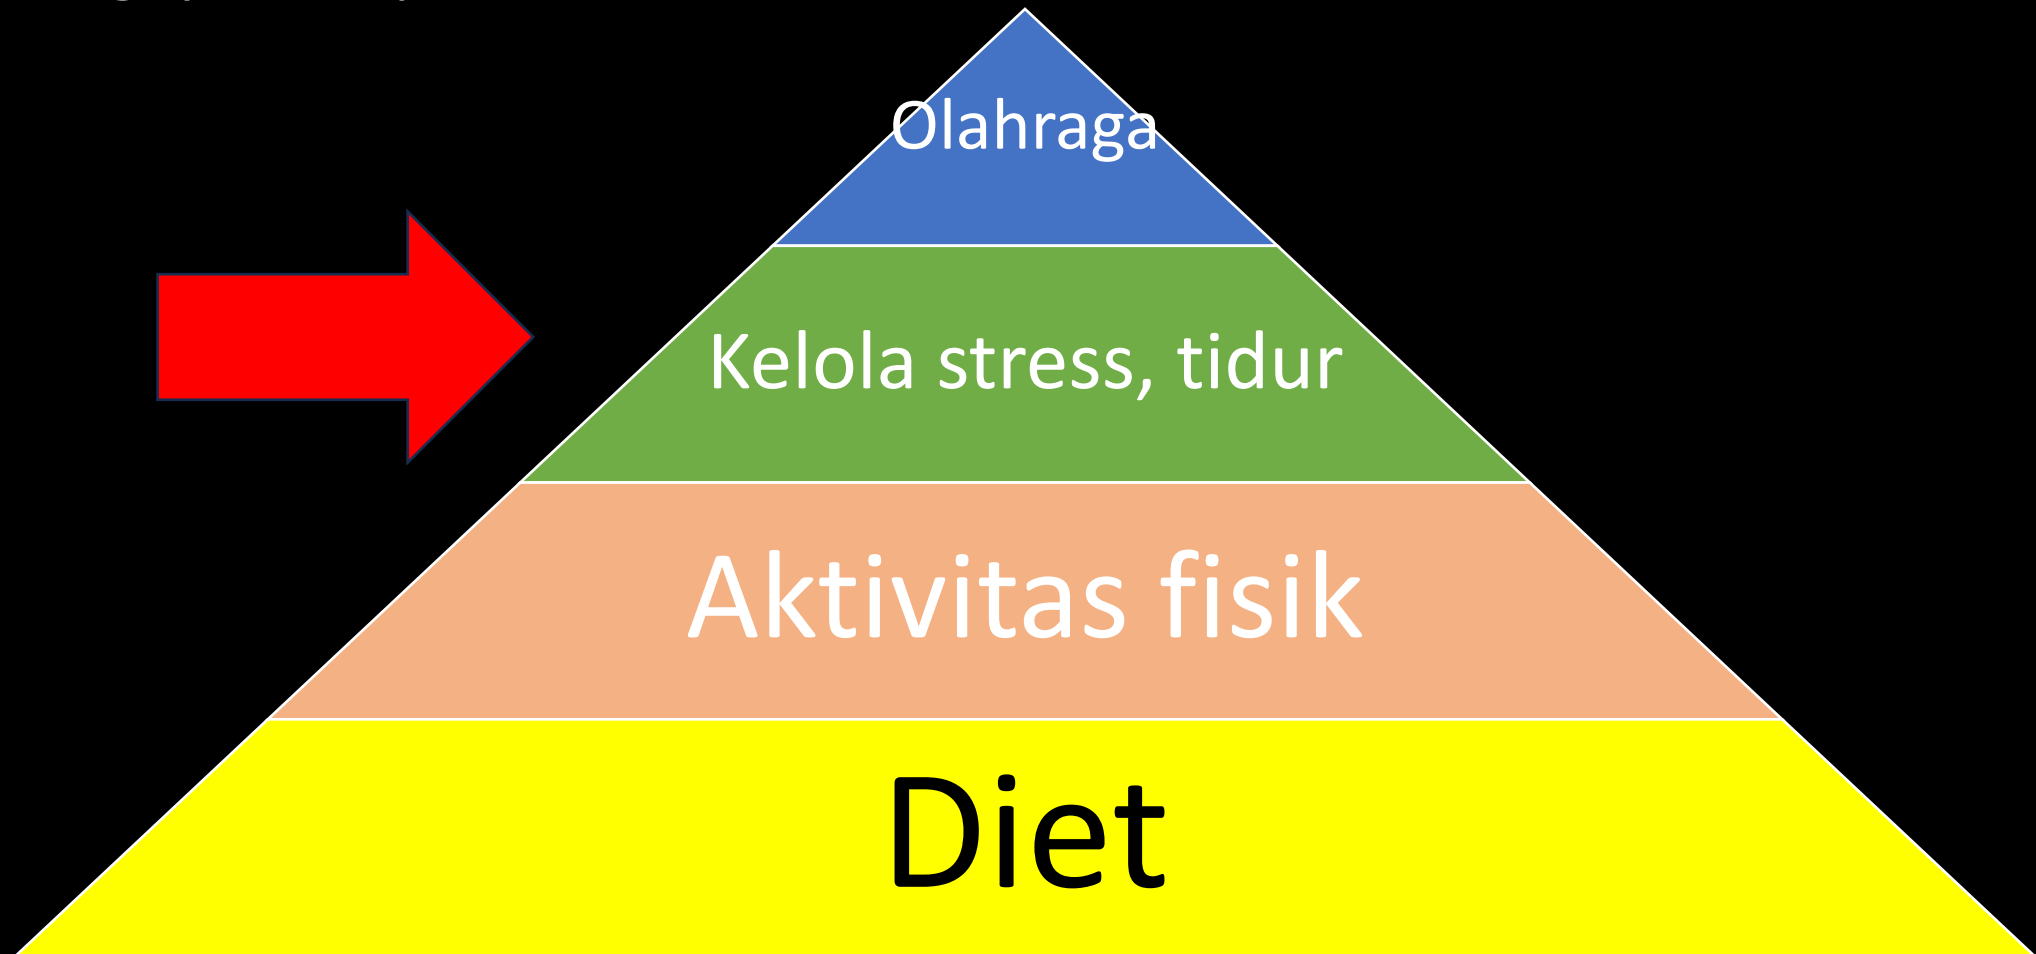 Olahraga
Kelola stress, tidur
Aktivitas fisik
Diet